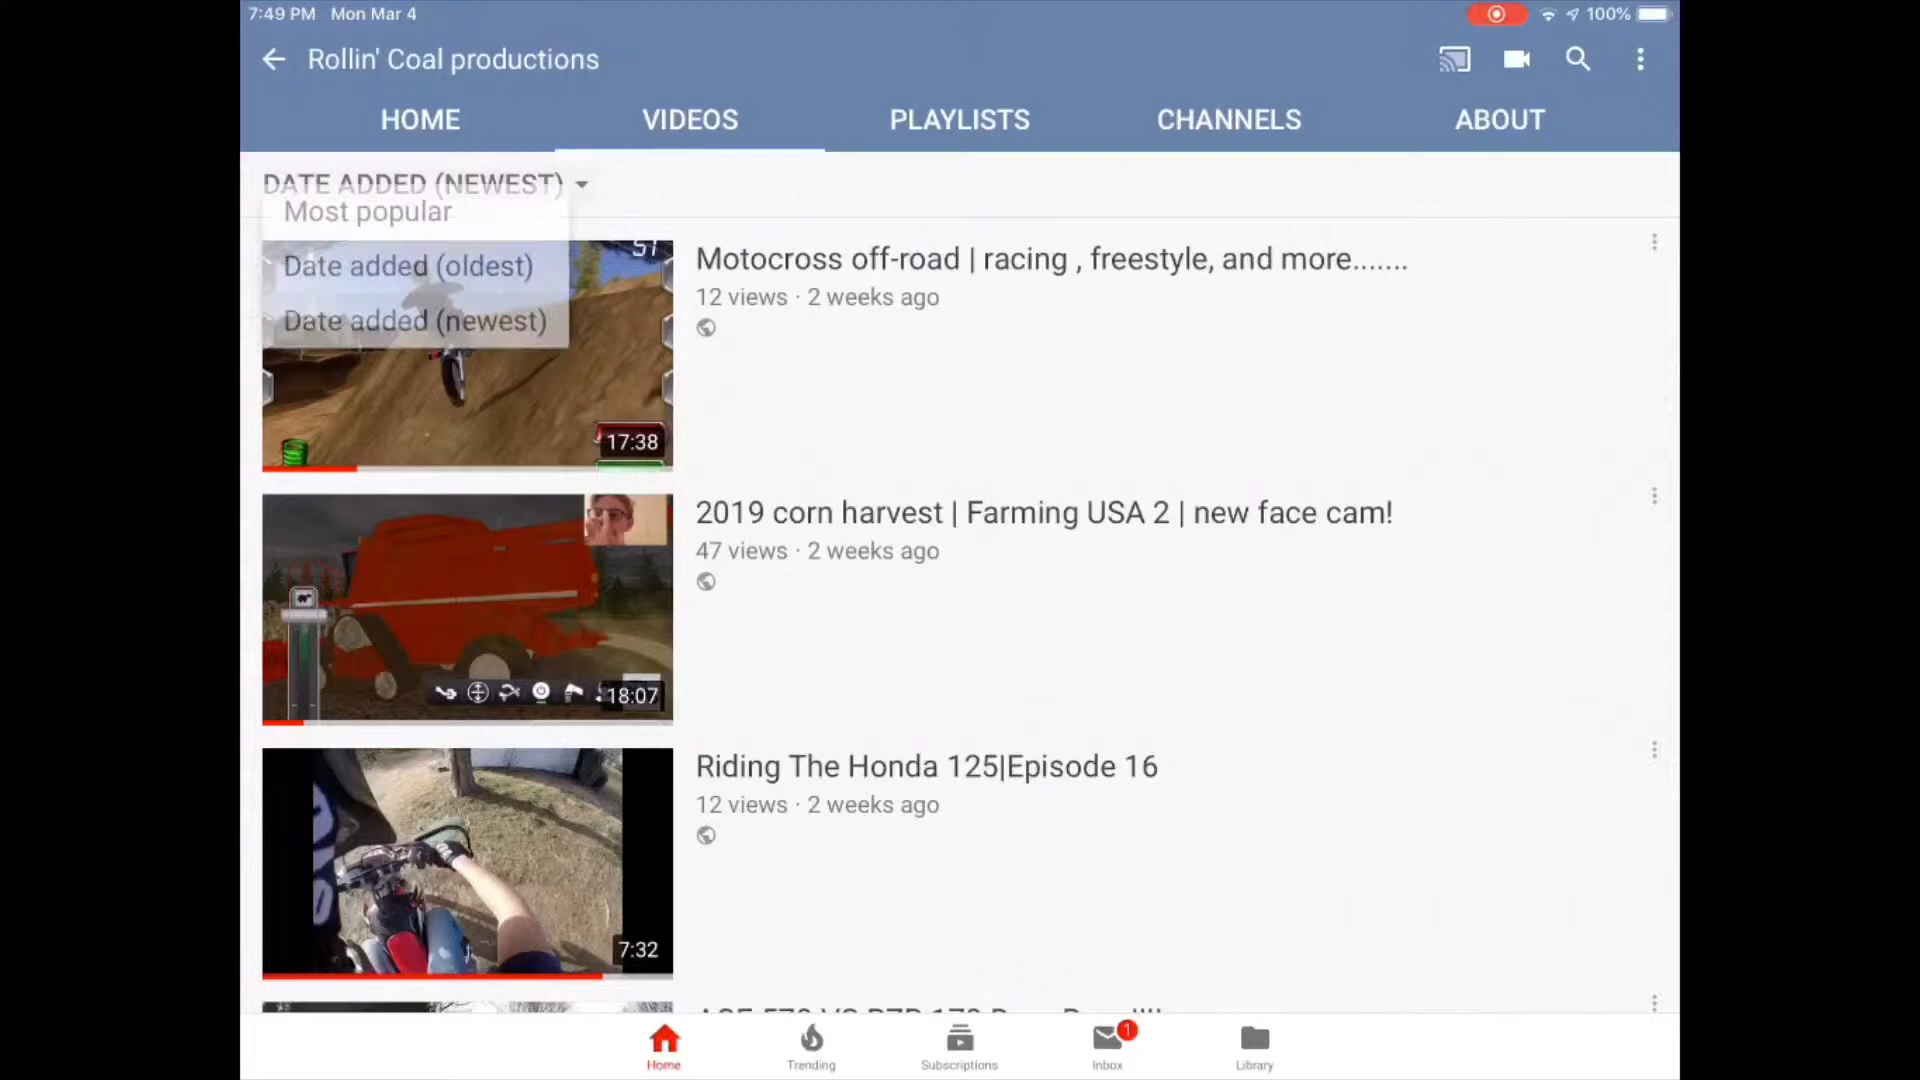 7:49 PM Mon Mar 4
100%
Rollin' Coal productions
HOME VIDEOS PLAYLISTS CHANNELS ABOUT
DATE ADDED (NEWEST)
Most popular
Date added (oldest)
Date added (newest)
51
17:38
Motocross off-road | racing , freestyle, and more.......
12 views · 2 weeks ago
18:07
2019 corn harvest | Farming USA 2 | new face cam!
47 views · 2 weeks ago
7:32
Riding The Honda 125|Episode 16
12 views · 2 weeks ago
Home Trending Subscriptions Inbox Library
1